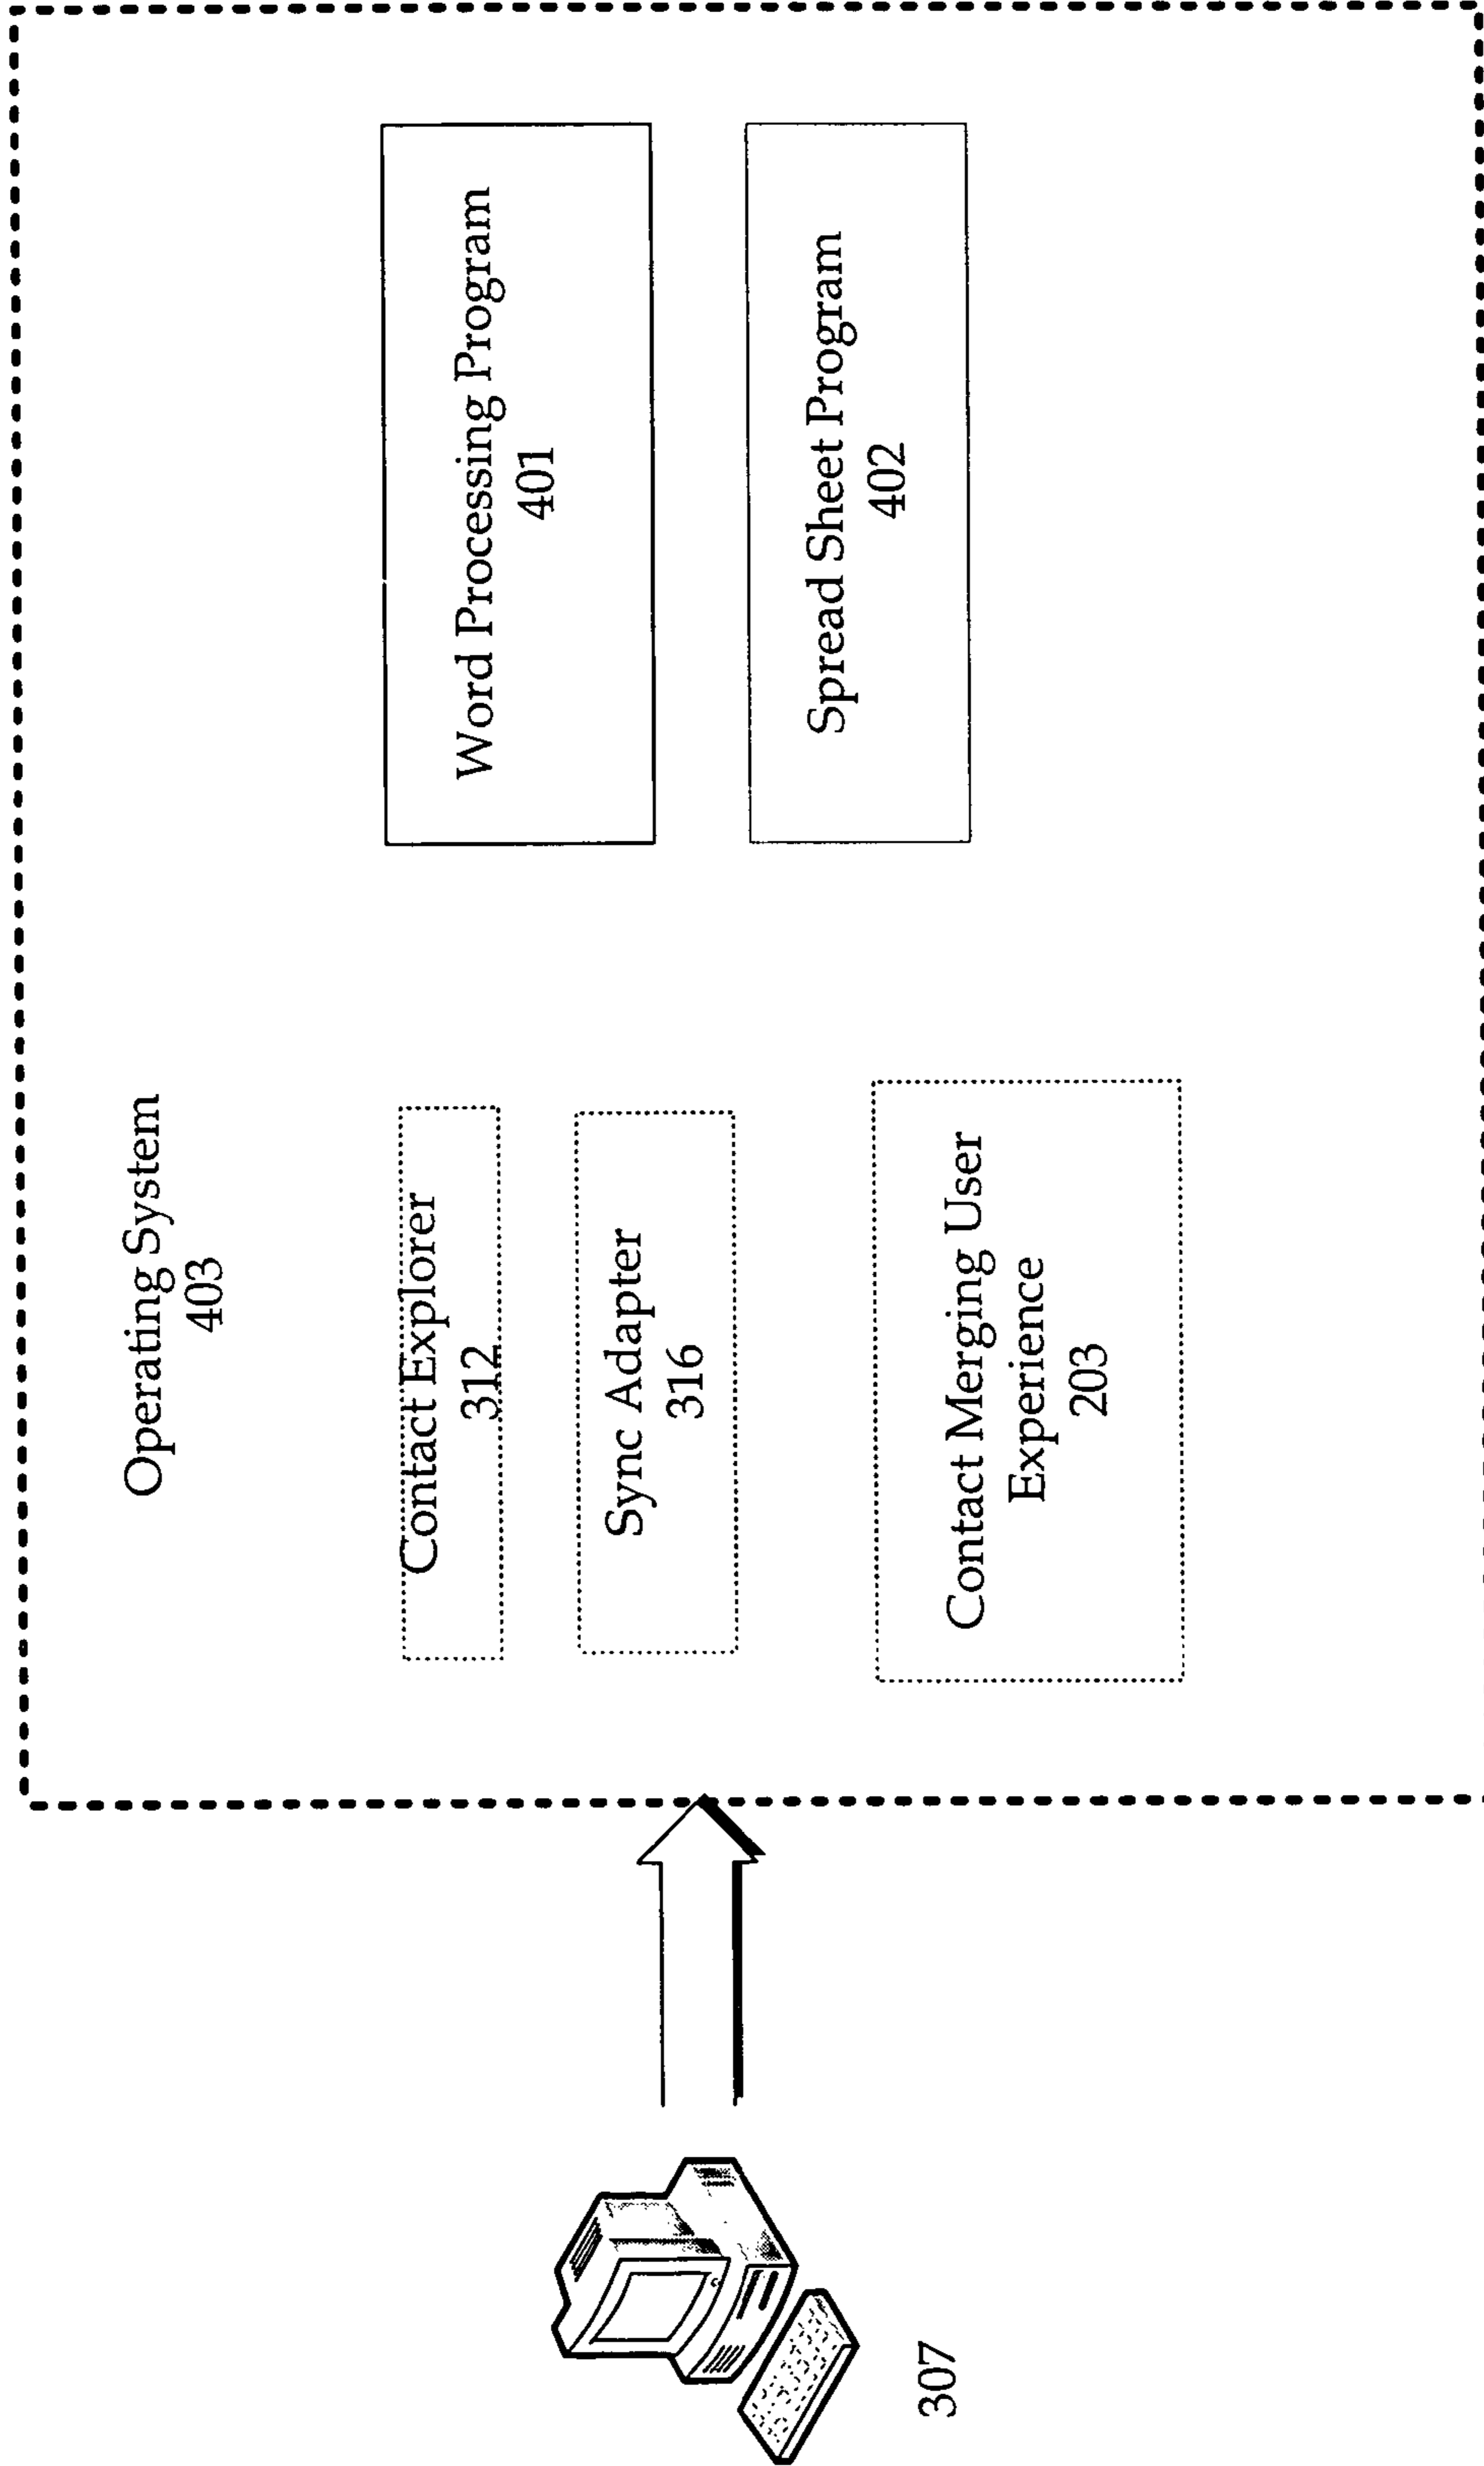 Operating System
403
Contact Explorer
312
Sync Adapter
316
Contact Merging User
Experience
203
Word Processing Program
401
Spread Sheet Program
402
307